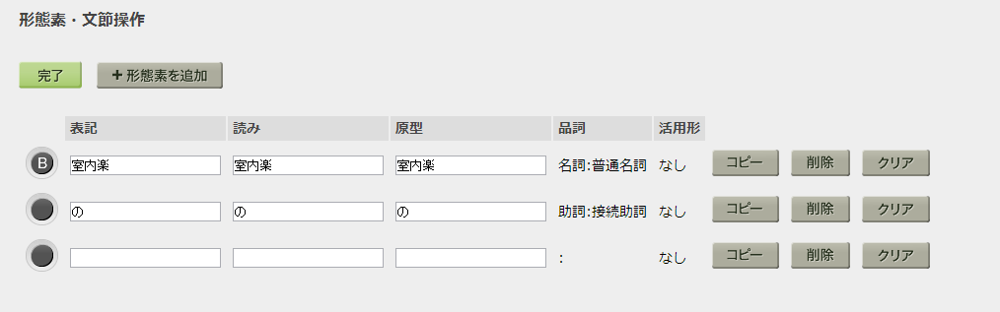 形態素・文節操作
完了 +形態素を追加
表記 読み 原型 品詞 活用形
B 室内楽 室内楽 室内楽 名詞:普通名詞 なし コピー 削除 クリア
の の の 助詞:接続助詞 なし コピー 削除 クリア
: なし コピー 削除 クリア